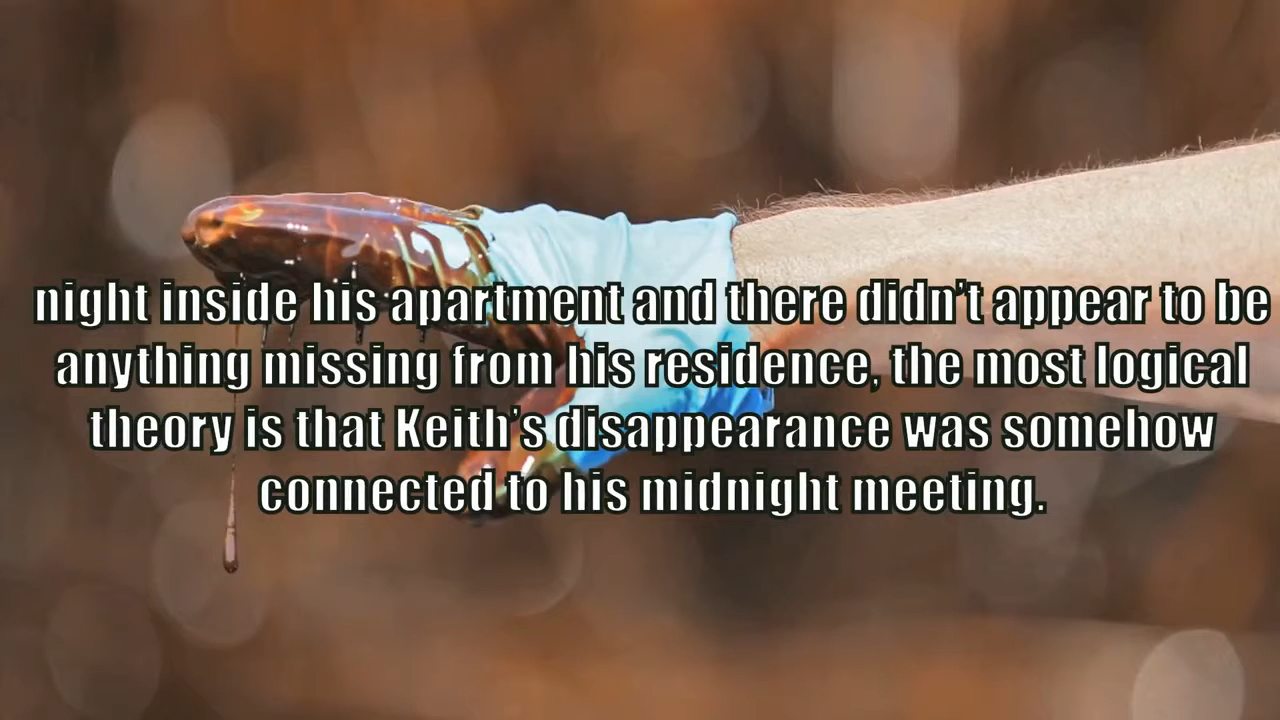 night inside his apartment and there didn’t appear to be
anything missing from his residence, the most logical
theory is that Keith’s disappearance was somehow
connected to his midnight meeting.